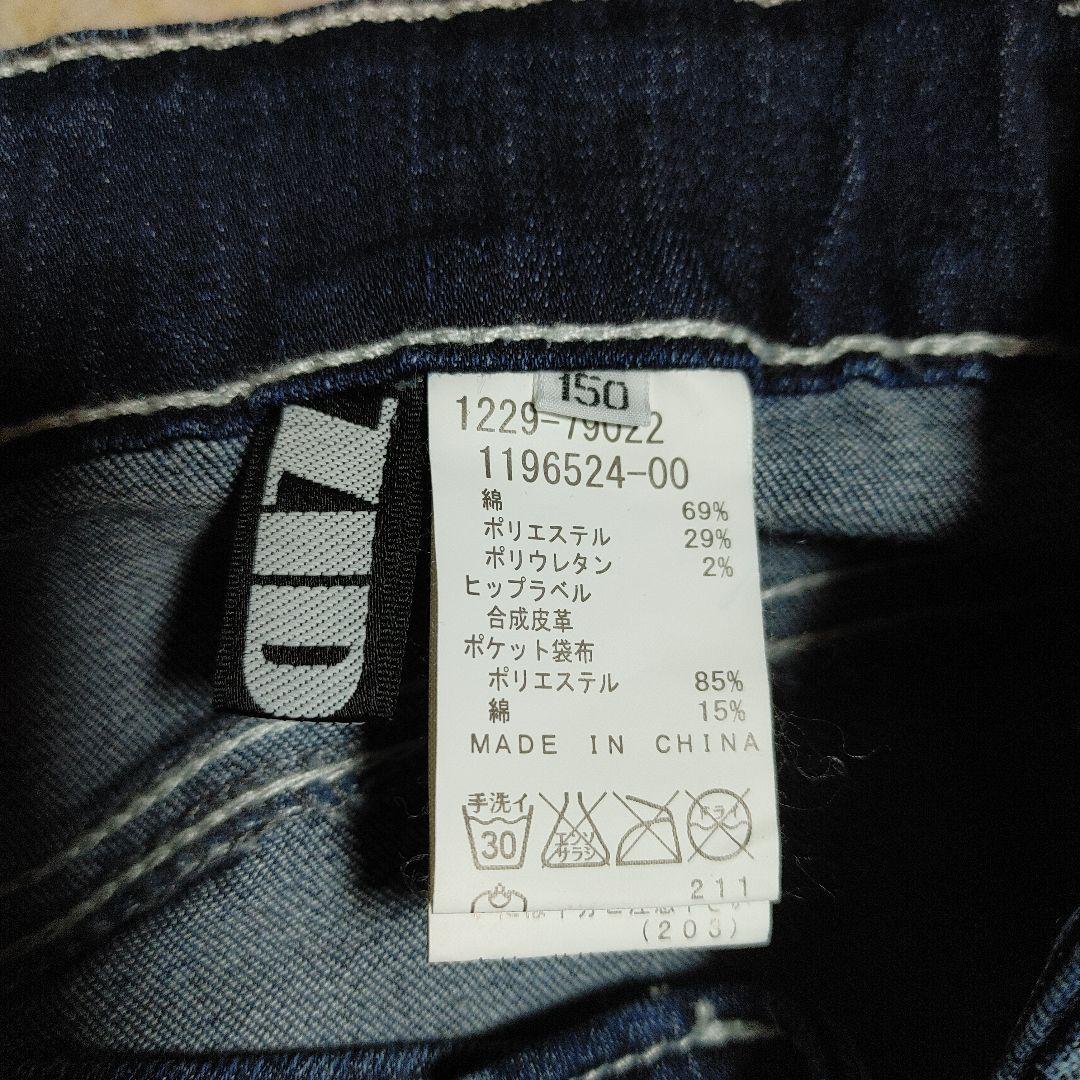 150
1229-79022
1196524-00
綿 69%
ポリエステル 29%
ポリウレタン 2%
ヒップラベル
合成皮革
ポケット袋布
ポリエステル 85%
綿 15%
MADE IN CHINA
手洗イ
30
エンソ
サラシ
ドライ
211
(203)